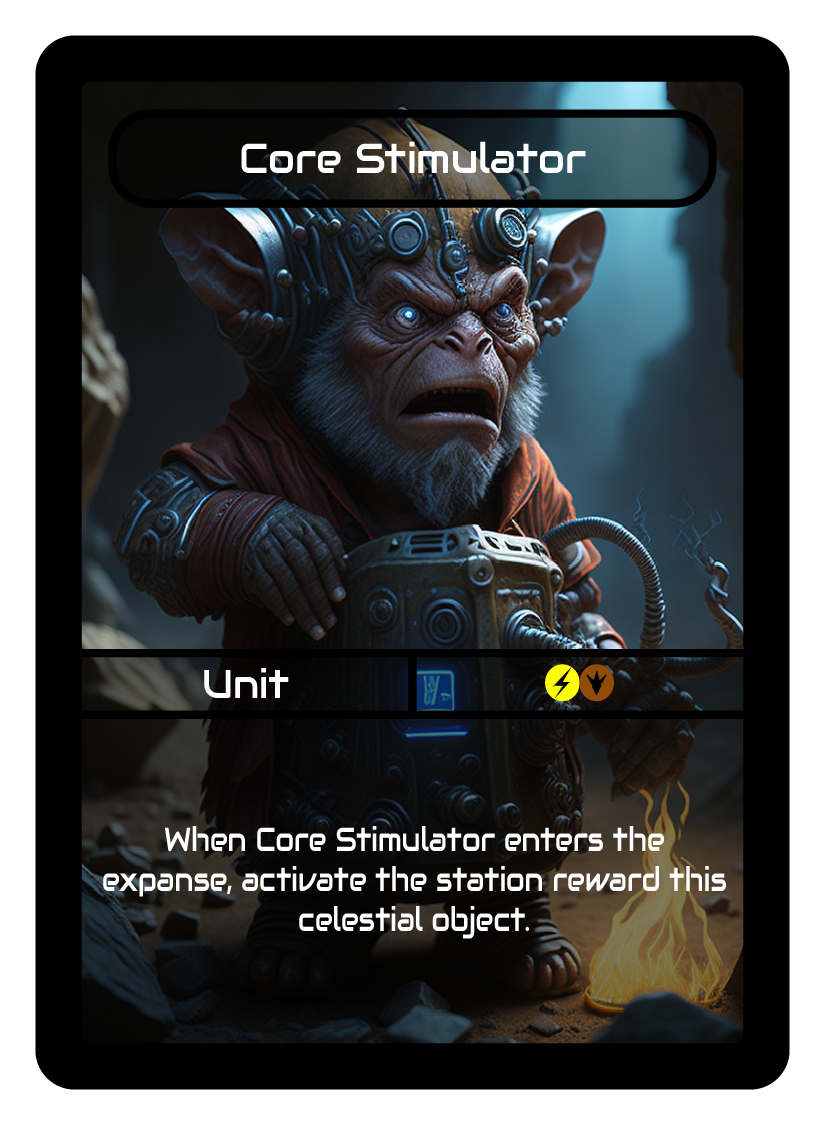 Core Stimulator
Unit
When Core Stimulator enters the
expanse, activate the station reward this
celestial object.